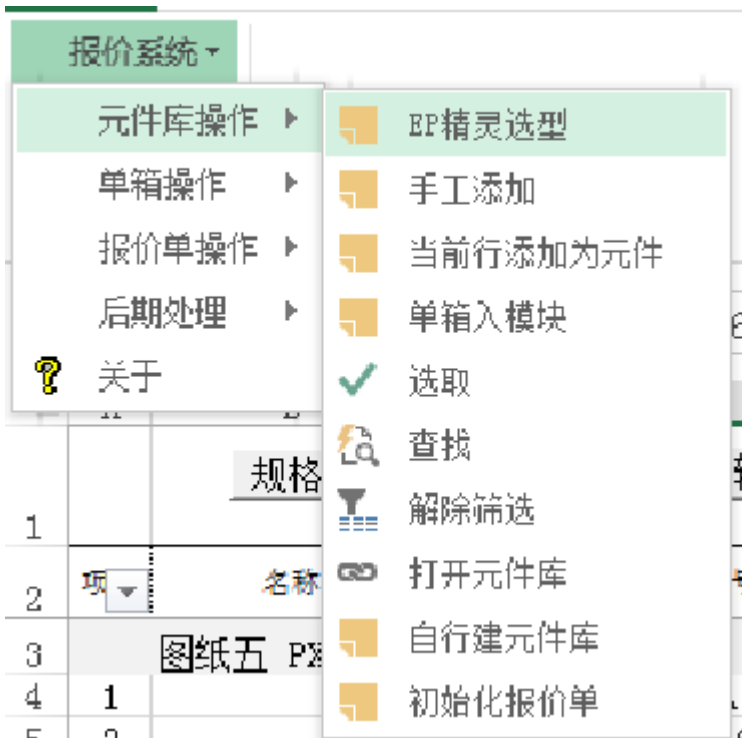 报价系统
元件库操作
单箱操作
报价单操作
后期处理
关于
EP精灵选型
手工添加
当前行添加为元件
单箱入模块
选取
查找
解除筛选
打开元件库
自行建元件库
初始化报价单
规格
1
项
名称
2
3
图纸五 PX
4
1